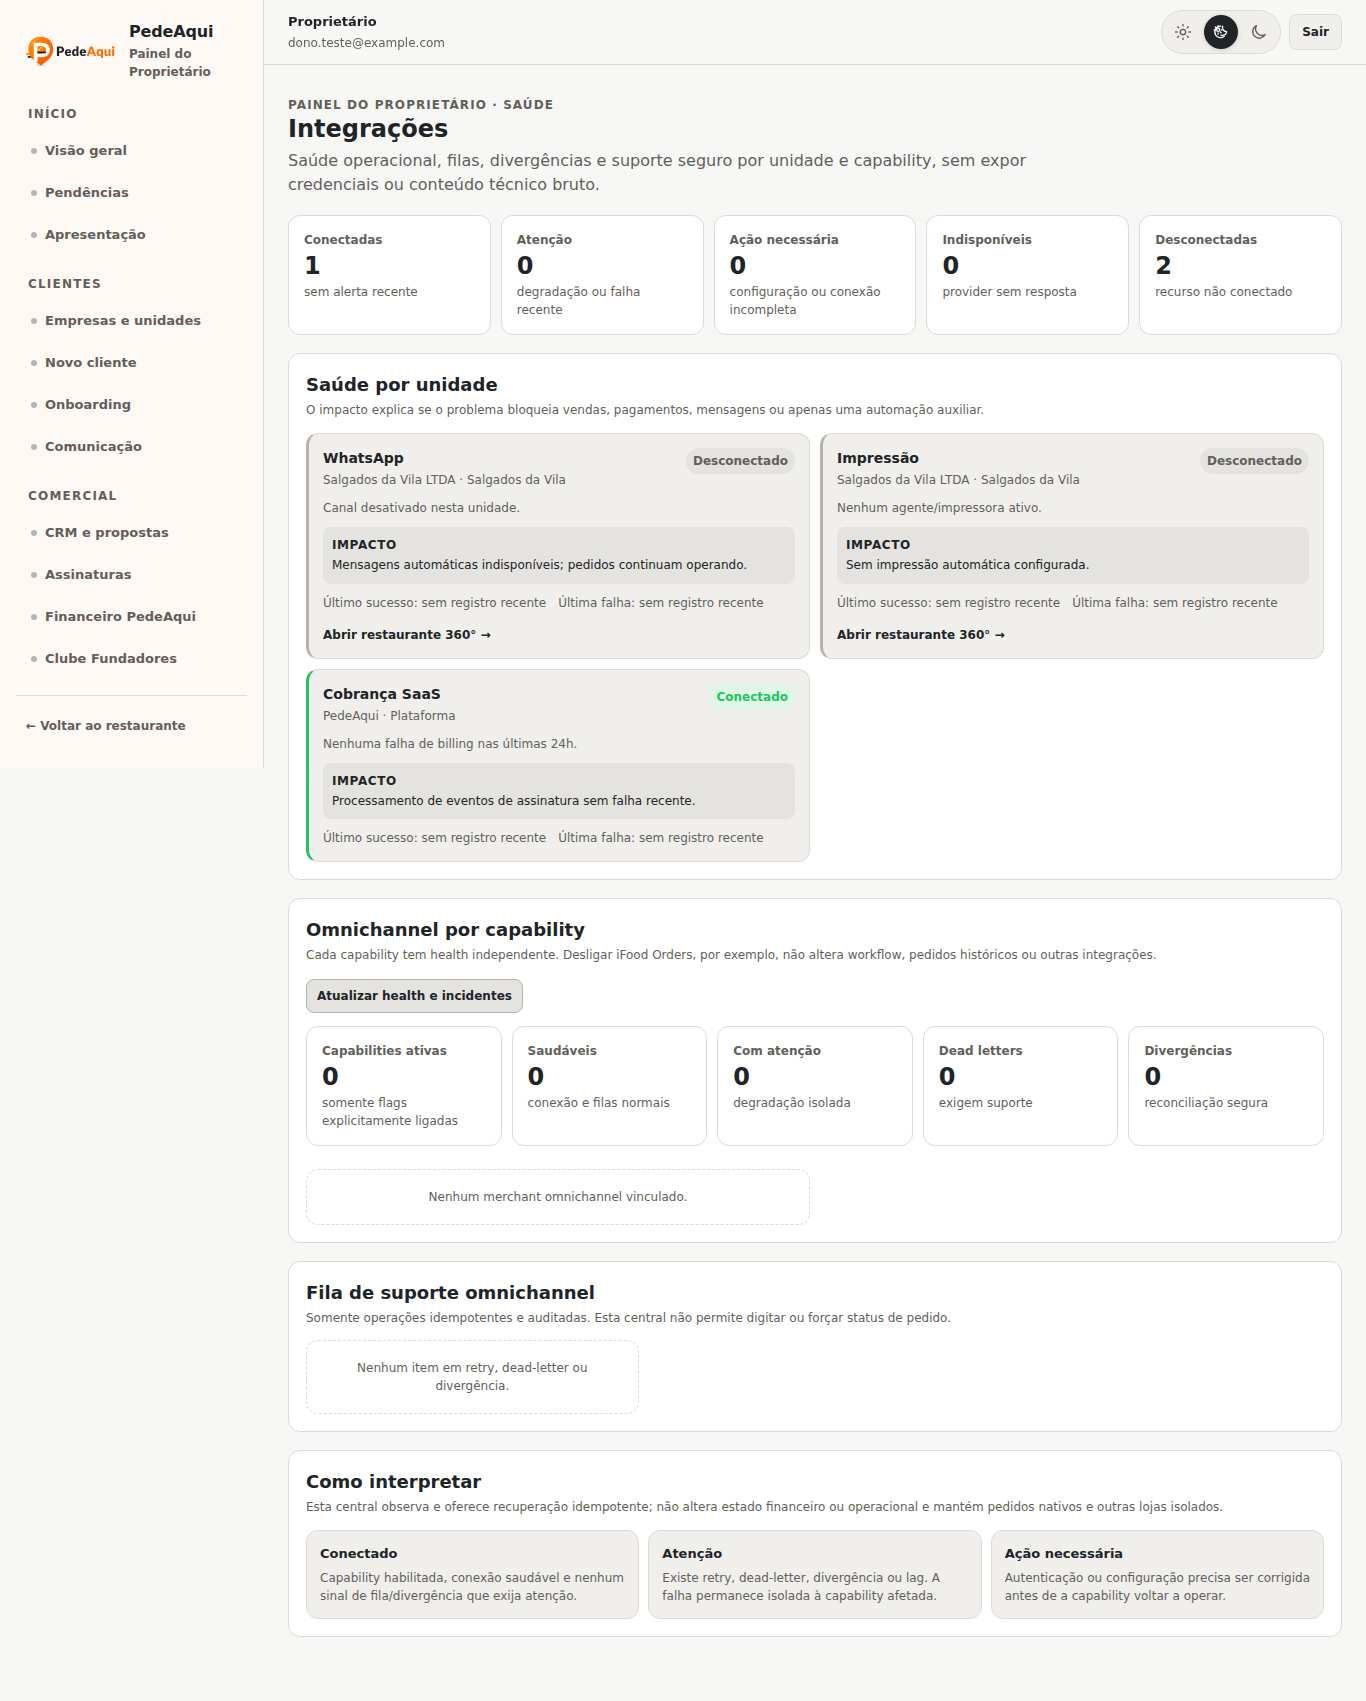 PedeAqui
PedeAqui
Painel do
Proprietário
INÍCIO
Visão geral
Pendências
Apresentação
CLIENTES
Empresas e unidades
Novo cliente
Onboarding
Comunicação
COMERCIAL
CRM e propostas
Assinaturas
Financeiro PedeAqui
Clube Fundadores
← Voltar ao restaurante
Proprietário
dono.teste@example.com
Sair
PAINEL DO PROPRIETÁRIO · SAÚDE
Integrações
Saúde operacional, filas, divergências e suporte seguro por unidade e capability, sem expor
credenciais ou conteúdo técnico bruto.
Conectadas
1
sem alerta recente
Atenção
0
degradação ou falha
recente
Ação necessária
0
configuração ou conexão
incompleta
Indisponíveis
0
provider sem resposta
Desconectadas
2
recurso não conectado
Saúde por unidade
O impacto explica se o problema bloqueia vendas, pagamentos, mensagens ou apenas uma automação auxiliar.
WhatsApp
Desconectado
Salgados da Vila LTDA · Salgados da Vila
Canal desativado nesta unidade.
IMPACTO
Mensagens automáticas indisponíveis; pedidos continuam operando.
Último sucesso: sem registro recente Última falha: sem registro recente
Abrir restaurante 360° →
Impressão
Desconectado
Salgados da Vila LTDA · Salgados da Vila
Nenhum agente/impressora ativo.
IMPACTO
Sem impressão automática configurada.
Último sucesso: sem registro recente Última falha: sem registro recente
Abrir restaurante 360° →
Cobrança SaaS
Conectado
PedeAqui · Plataforma
Nenhuma falha de billing nas últimas 24h.
IMPACTO
Processamento de eventos de assinatura sem falha recente.
Último sucesso: sem registro recente Última falha: sem registro recente
Omnichannel por capability
Cada capability tem health independente. Desligar iFood Orders, por exemplo, não altera workflow, pedidos históricos ou outras integrações.
Atualizar health e incidentes
Capabilities ativas
0
somente flags
explicitamente ligadas
Saudáveis
0
conexão e filas normais
Com atenção
0
degradação isolada
Dead letters
0
exigem suporte
Divergências
0
reconciliação segura
Nenhum merchant omnichannel vinculado.
Fila de suporte omnichannel
Somente operações idempotentes e auditadas. Esta central não permite digitar ou forçar status de pedido.
Nenhum item em retry, dead-letter ou
divergência.
Como interpretar
Esta central observa e oferece recuperação idempotente; não altera estado financeiro ou operacional e mantém pedidos nativos e outras lojas isolados.
Conectado
Capability habilitada, conexão saudável e nenhum
sinal de fila/divergência que exija atenção.
Atenção
Existe retry, dead-letter, divergência ou lag. A
falha permanece isolada à capability afetada.
Ação necessária
Autenticação ou configuração precisa ser corrigida
antes de a capability voltar a operar.